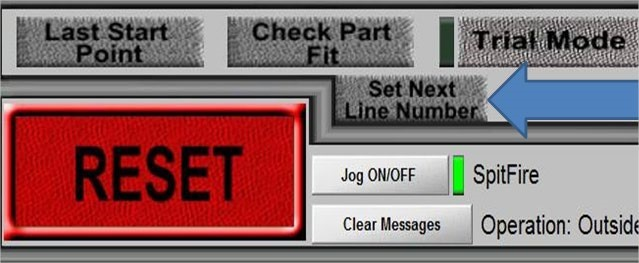 Last Start
Point
Check Part
Fit
Trial Mode
Set Next
Line Number
RESET
Jog ON/OFF
SpitFire
Clear Messages
Operation: Outside